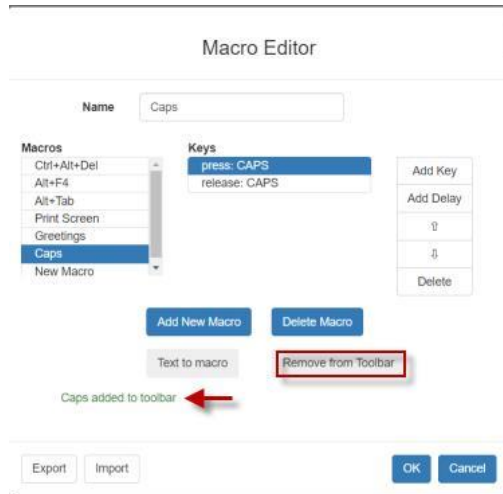 Macro Editor
Name Caps
Macros
Ctrl+Alt+Del
Alt+F4
Alt+Tab
Print Screen
Greetings
Caps
New Macro
Keys
press: CAPS
release: CAPS
Add Key
Add Delay
⇧
⇩
Delete
Add New Macro Delete Macro
Text to macro Remove from Toolbar
Caps added to toolbar
Export Import OK Cancel